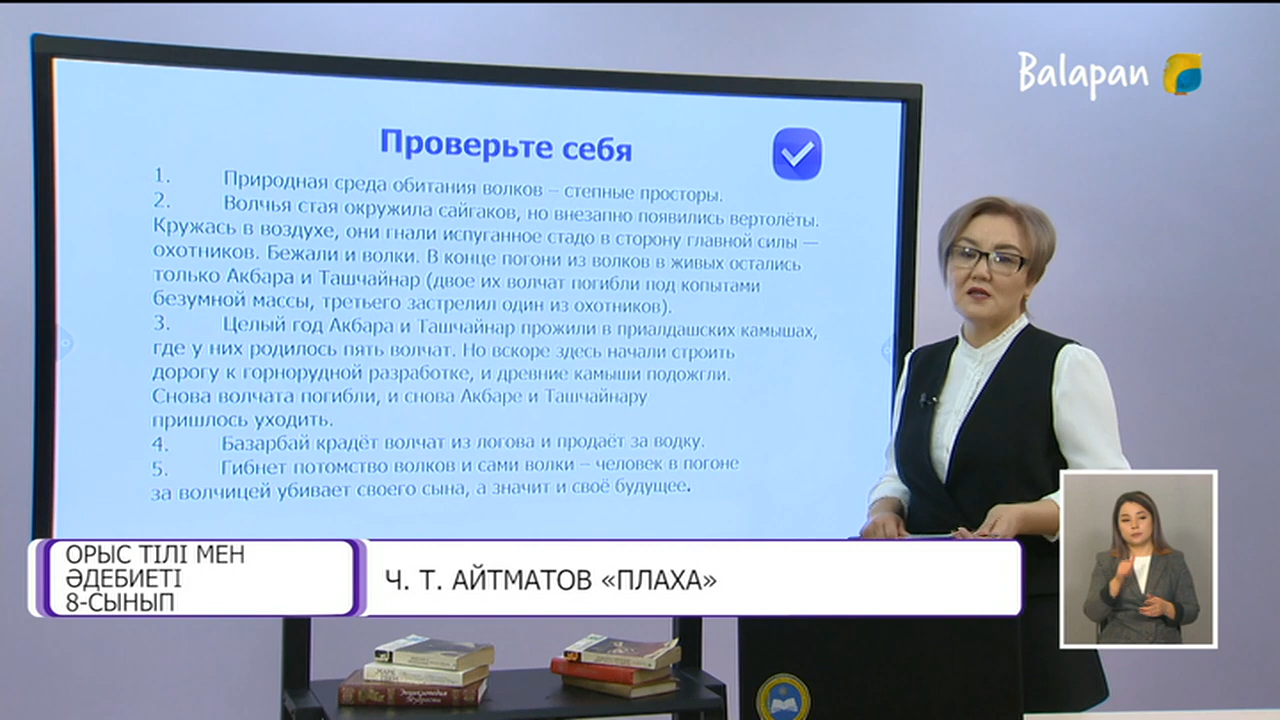 Balapan
Проверьте себя
1. Природная среда обитания волков – степные просторы.
2. Волчья стая окружила сайгаков, но внезапно появились вертолёты.
Кружась в воздухе, они гнали испуганное стадо в сторону главной силы —
охотников. Бежали и волки. В конце погони из волков в живых остались
только Акбара и Ташчайнар (двое их волчат погибли под копытами
безумной массы, третьего застрелил один из охотников).
3. Целый год Акбара и Ташчайнар прожили в приалдашских камышах,
где у них родилось пять волчат. Но вскоре здесь начали строить
дорогу к горнорудной разработке, и древние камыши подожгли.
Снова волчата погибли, и снова Акбаре и Ташчайнару
пришлось уходить.
4. Базарбай крадёт волчат из логова и продаёт за водку.
5. Гибнет потомство волков и сами волки – человек в погоне
за волчицей убивает своего сына, а значит и своё будущее.
ОРЫС ТІЛІ МЕН
ӘДЕБИЕТІ
8-СЫНЫП
Ч. Т. АЙТМАТОВ «ПЛАХА»
Энциклопедия